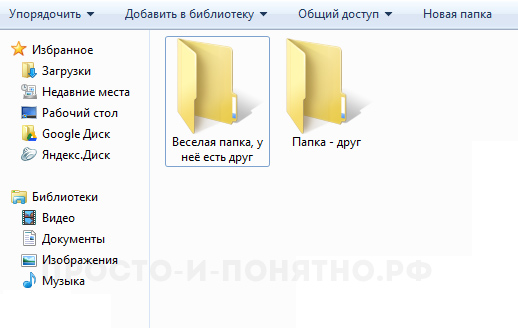 Упорядочить
Добавить в библиотеку
Общий доступ
Новая папка
Избранное
Загрузки
Недавние места
Рабочий стол
Google Диск
Яндекс.Диск
Библиотеки
Видео
Документы
Изображения
Музыка
Веселая папка, у
неё есть друг
Папка - друг
ПРОСТО-И-ПОНЯТНО.РФ